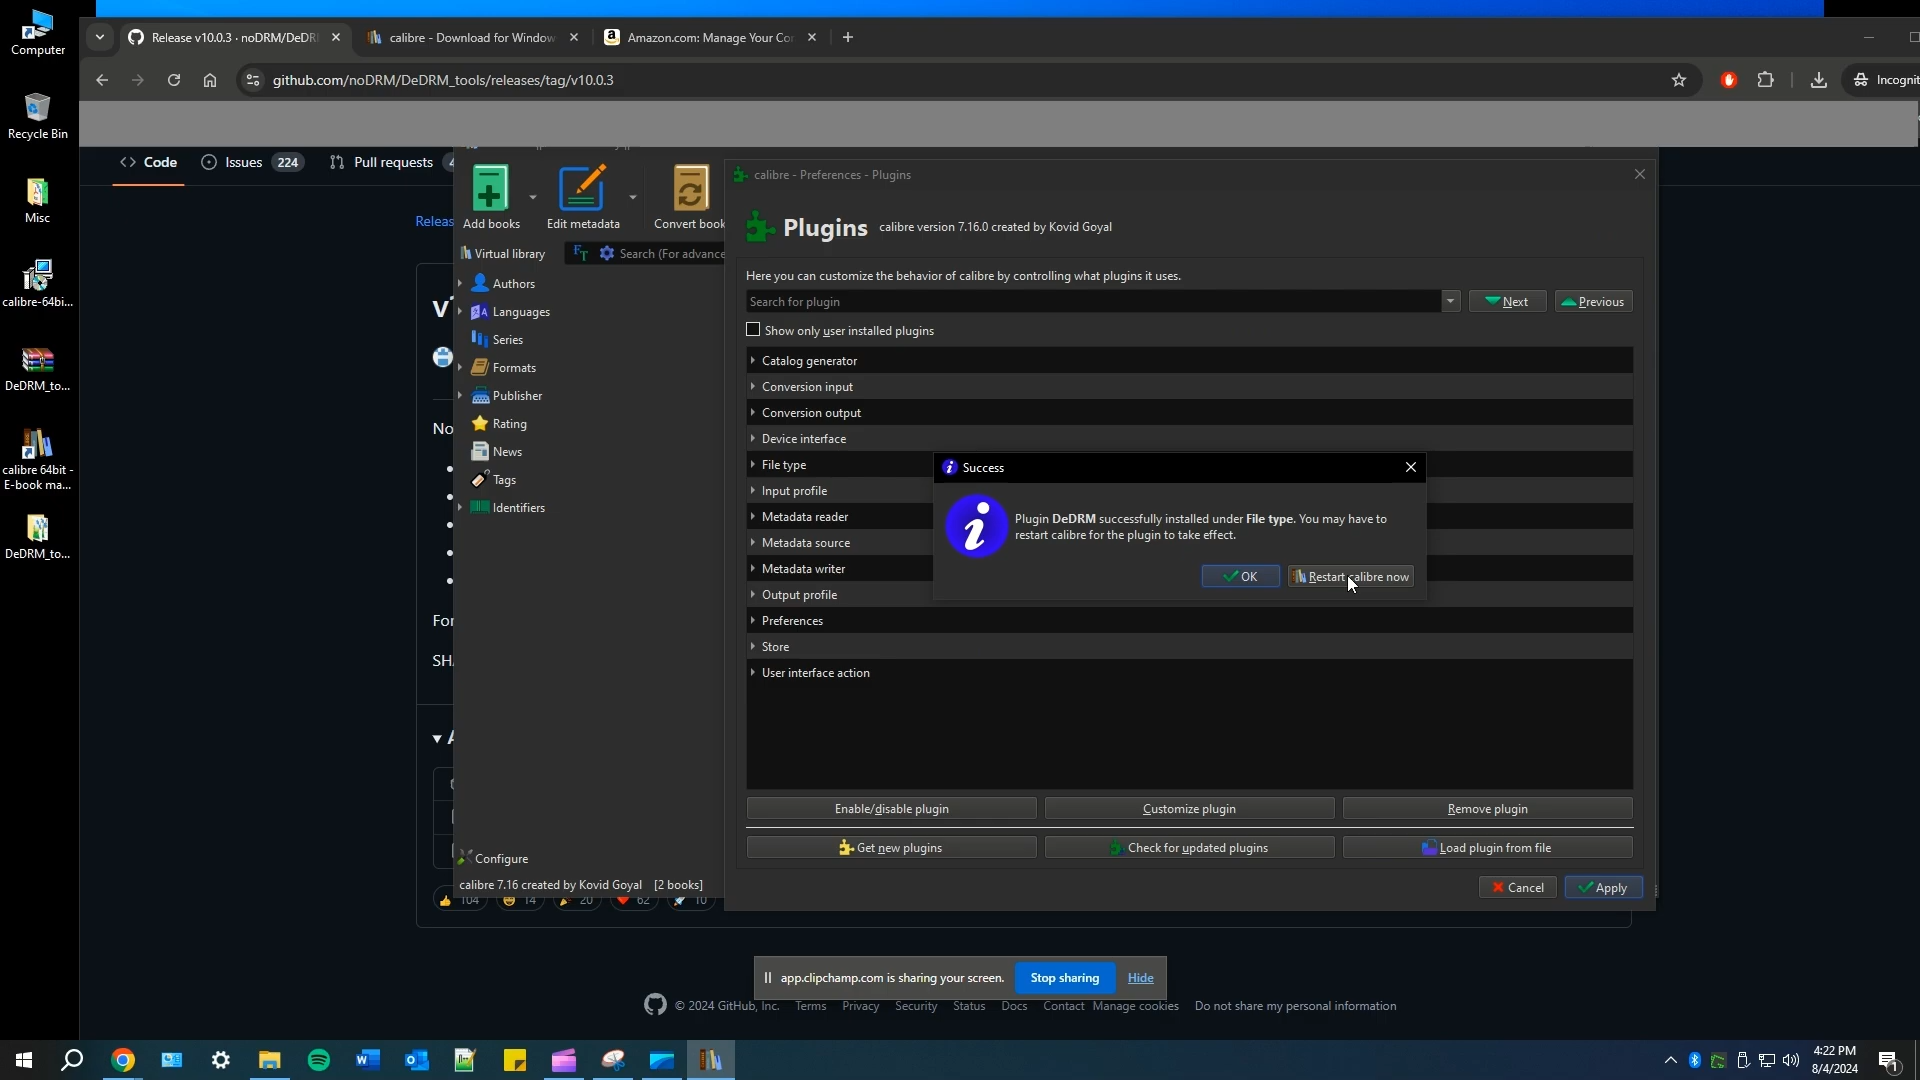 Computer
Recycle Bin
Misc
calibre-64bi...
DeDRM_to...
calibre 64bit -
E-book ma...
DeDRM_to...
Release v10.0.3 · noDRM/DeDR
calibre - Download for Window
Amazon.com: Manage Your Co
github.com/noDRM/DeDRM_tools/releases/tag/v10.0.3
Incognit
Code
Issues 224
Pull requests
Releas
No
For
SH
Add books
Edit metadata
Convert book
Virtual library
Search (For advance
Authors
Languages
Series
Formats
Publisher
Rating
News
Tags
Identifiers
Configure
calibre 7.16 created by Kovid Goyal [2 books]
104
14
20
62
10
calibre - Preferences - Plugins
Plugins
calibre version 7.16.0 created by Kovid Goyal
Here you can customize the behavior of calibre by controlling what plugins it uses.
Search for plugin
Next
Previous
Show only user installed plugins
Catalog generator
Conversion input
Conversion output
Device interface
File type
Input profile
Metadata reader
Metadata source
Metadata writer
Output profile
Preferences
Store
User interface action
Success
Plugin DeDRM successfully installed under File type. You may have to
restart calibre for the plugin to take effect.
OK
Restart calibre now
Enable/disable plugin
Customize plugin
Remove plugin
Get new plugins
Check for updated plugins
Load plugin from file
Cancel
Apply
app.clipchamp.com is sharing your screen.
Stop sharing
Hide
© 2024 GitHub, Inc.
Terms
Privacy
Security
Status
Docs
Contact
Manage cookies
Do not share my personal information
4:22 PM
8/4/2024
1